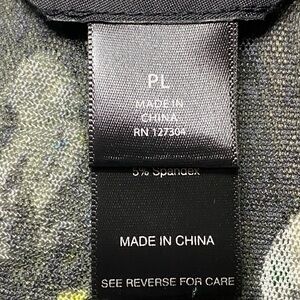 PL
MADE IN
CHINA
RN 127304
5% Spandex
MADE IN CHINA
SEE REVERSE FOR CARE